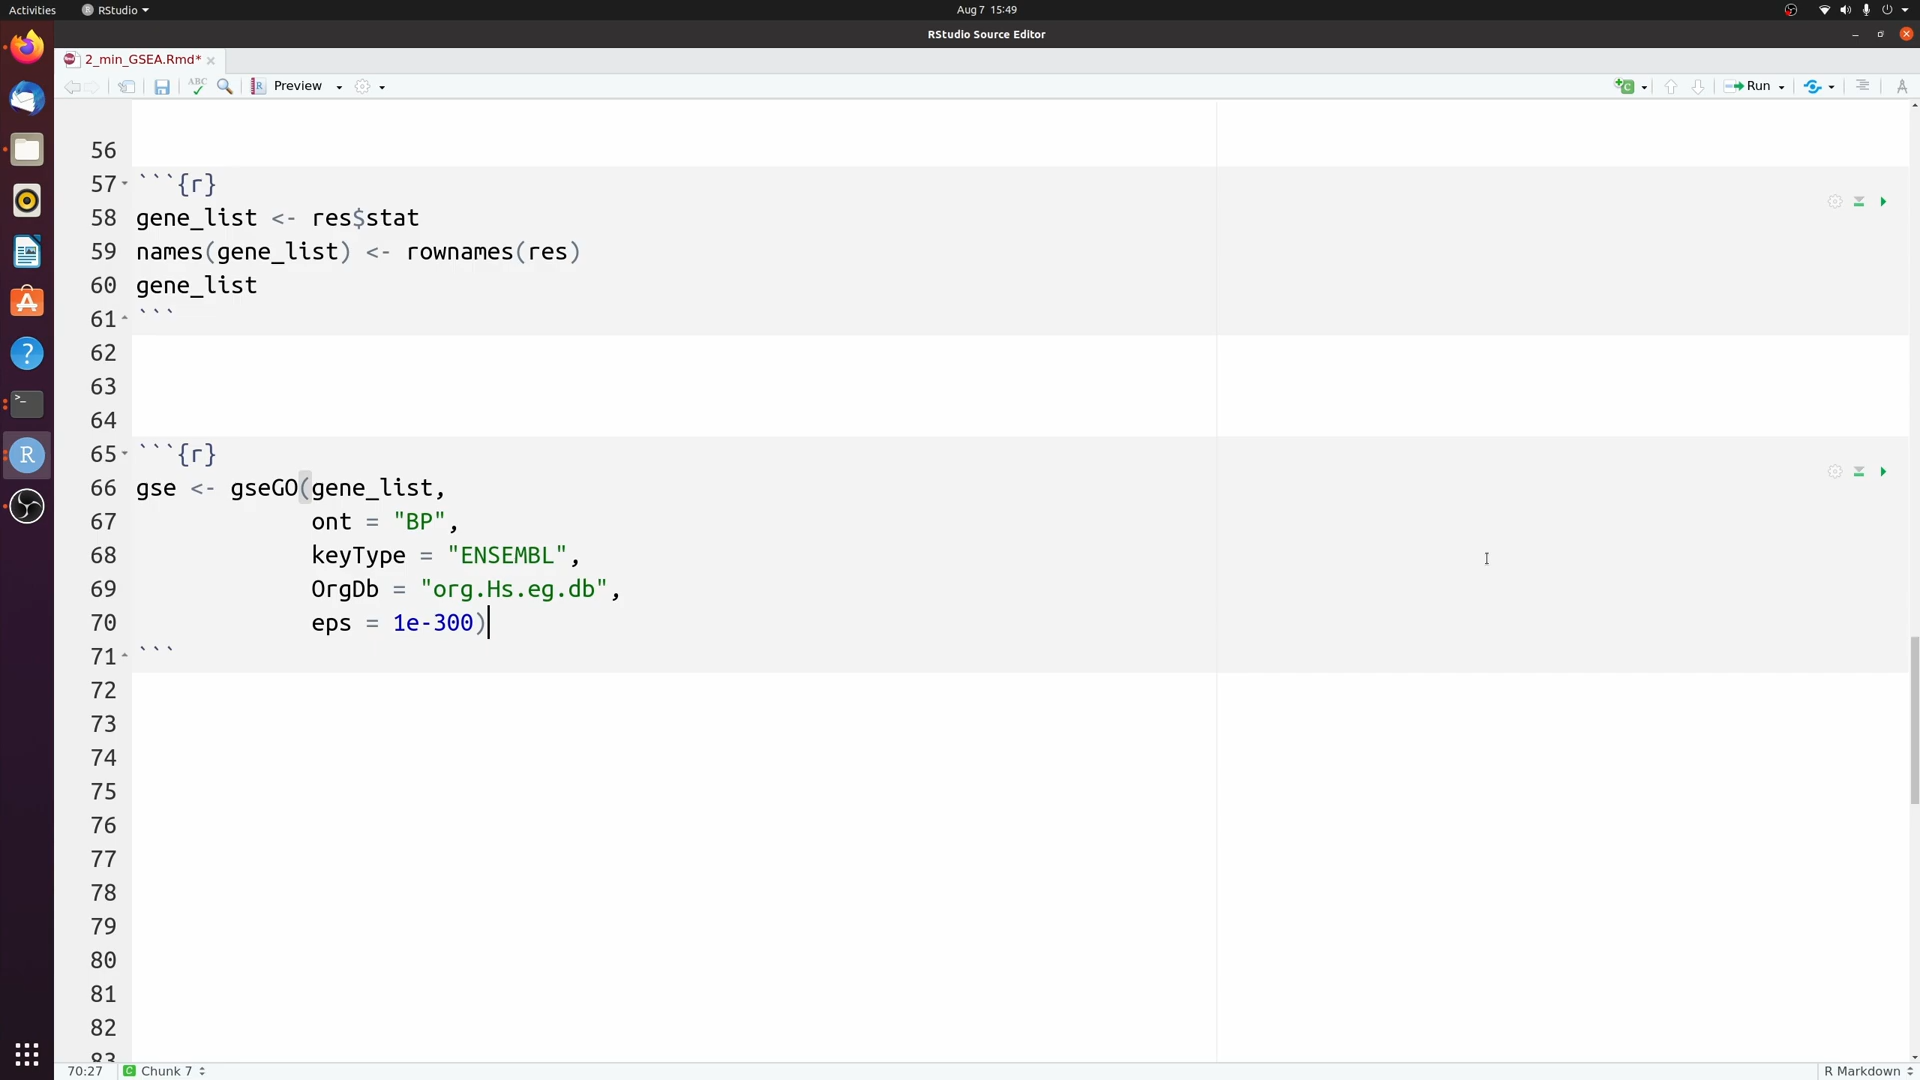 Activities RStudio Aug 7 15:49
RStudio Source Editor
2_min_GSEA.Rmd*
ABC Preview Run
56
57 ```{r}
58 gene_list <- res$stat
59 names(gene_list) <- rownames(res)
60 gene_list
61 ```
62
63
64
65 ```{r}
66 gse <- gseGO(gene_list,
67 ont = "BP",
68 keyType = "ENSEMBL",
69 OrgDb = "org.Hs.eg.db",
70 eps = 1e-300)
71 ```
72
73
74
75
76
77
78
79
80
81
82
83
70:27 C Chunk 7 R Markdown